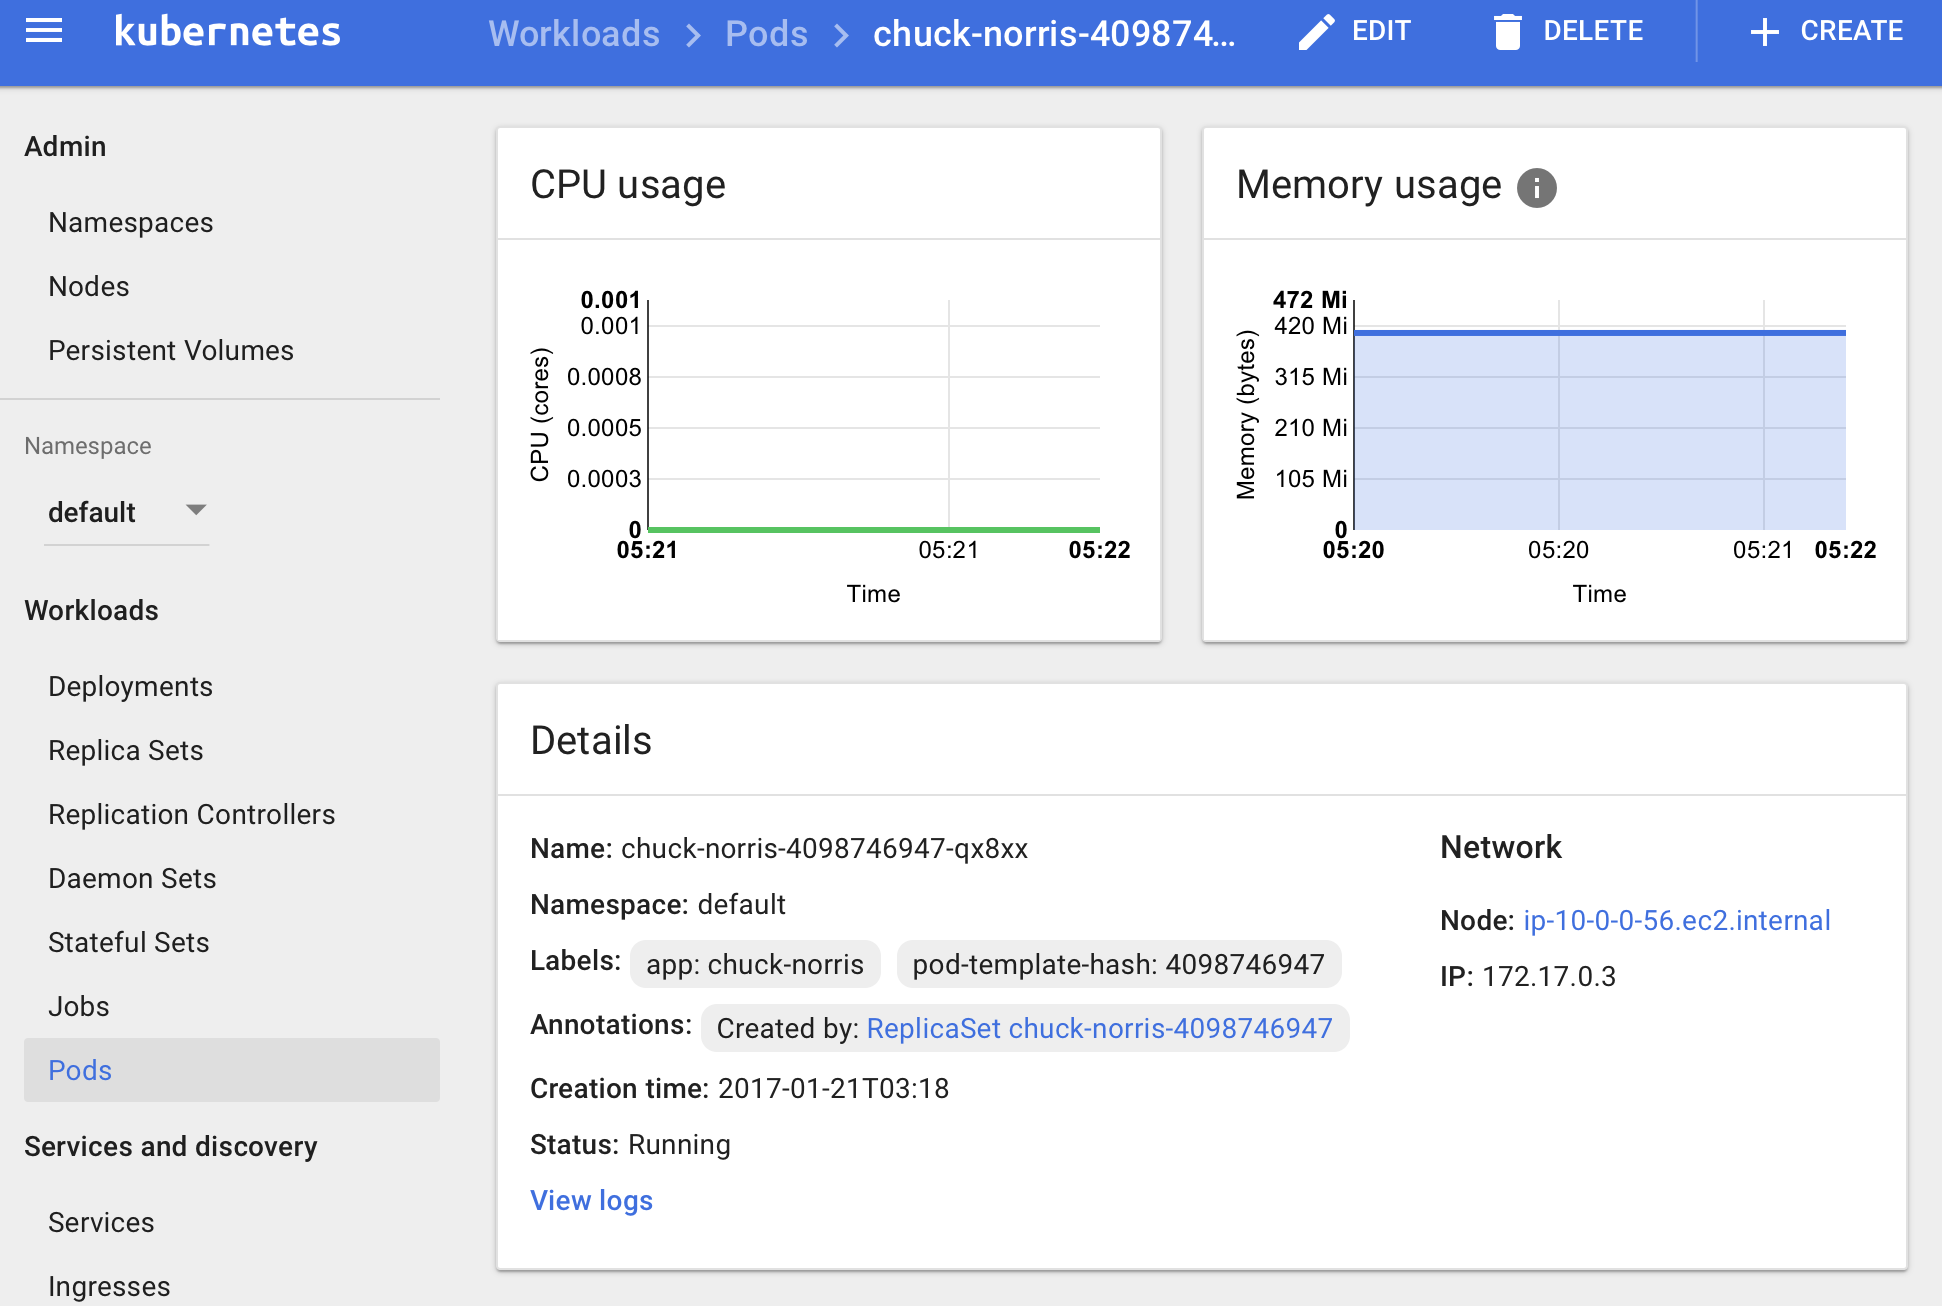 kubernetes
Workloads > Pods > chuck-norris-409874...
EDIT
DELETE
CREATE
Admin
Namespaces
Nodes
Persistent Volumes
Namespace
default
Workloads
Deployments
Replica Sets
Replication Controllers
Daemon Sets
Stateful Sets
Jobs
Pods
Services and discovery
Services
Ingresses
CPU usage
CPU (cores)
0.001
0.001
0.0008
0.0005
0.0003
0
05:21 05:21 05:22
Time
Memory usage i
Memory (bytes)
472 Mi
420 Mi
315 Mi
210 Mi
105 Mi
0
05:20 05:20 05:21 05:22
Time
Details
Name: chuck-norris-4098746947-qx8xx
Namespace: default
Labels: app: chuck-norris pod-template-hash: 4098746947
Annotations: Created by: ReplicaSet chuck-norris-4098746947
Creation time: 2017-01-21T03:18
Status: Running
View logs
Network
Node: ip-10-0-0-56.ec2.internal
IP: 172.17.0.3